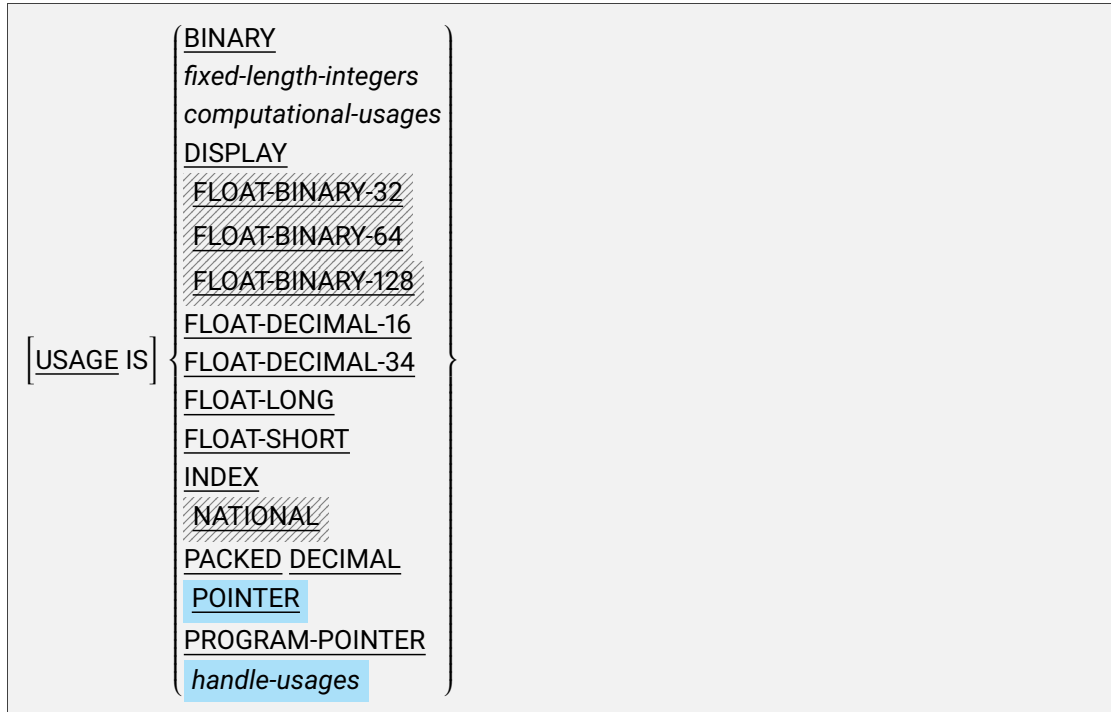 BINARY
fixed-length-integers
computational-usages
DISPLAY
FLOAT-BINARY-32
FLOAT-BINARY-64
FLOAT-BINARY-128
FLOAT-DECIMAL-16
[USAGE IS]
FLOAT-DECIMAL-34
FLOAT-LONG
FLOAT-SHORT
INDEX
NATIONAL
PACKED DECIMAL
POINTER
PROGRAM-POINTER
handle-usages